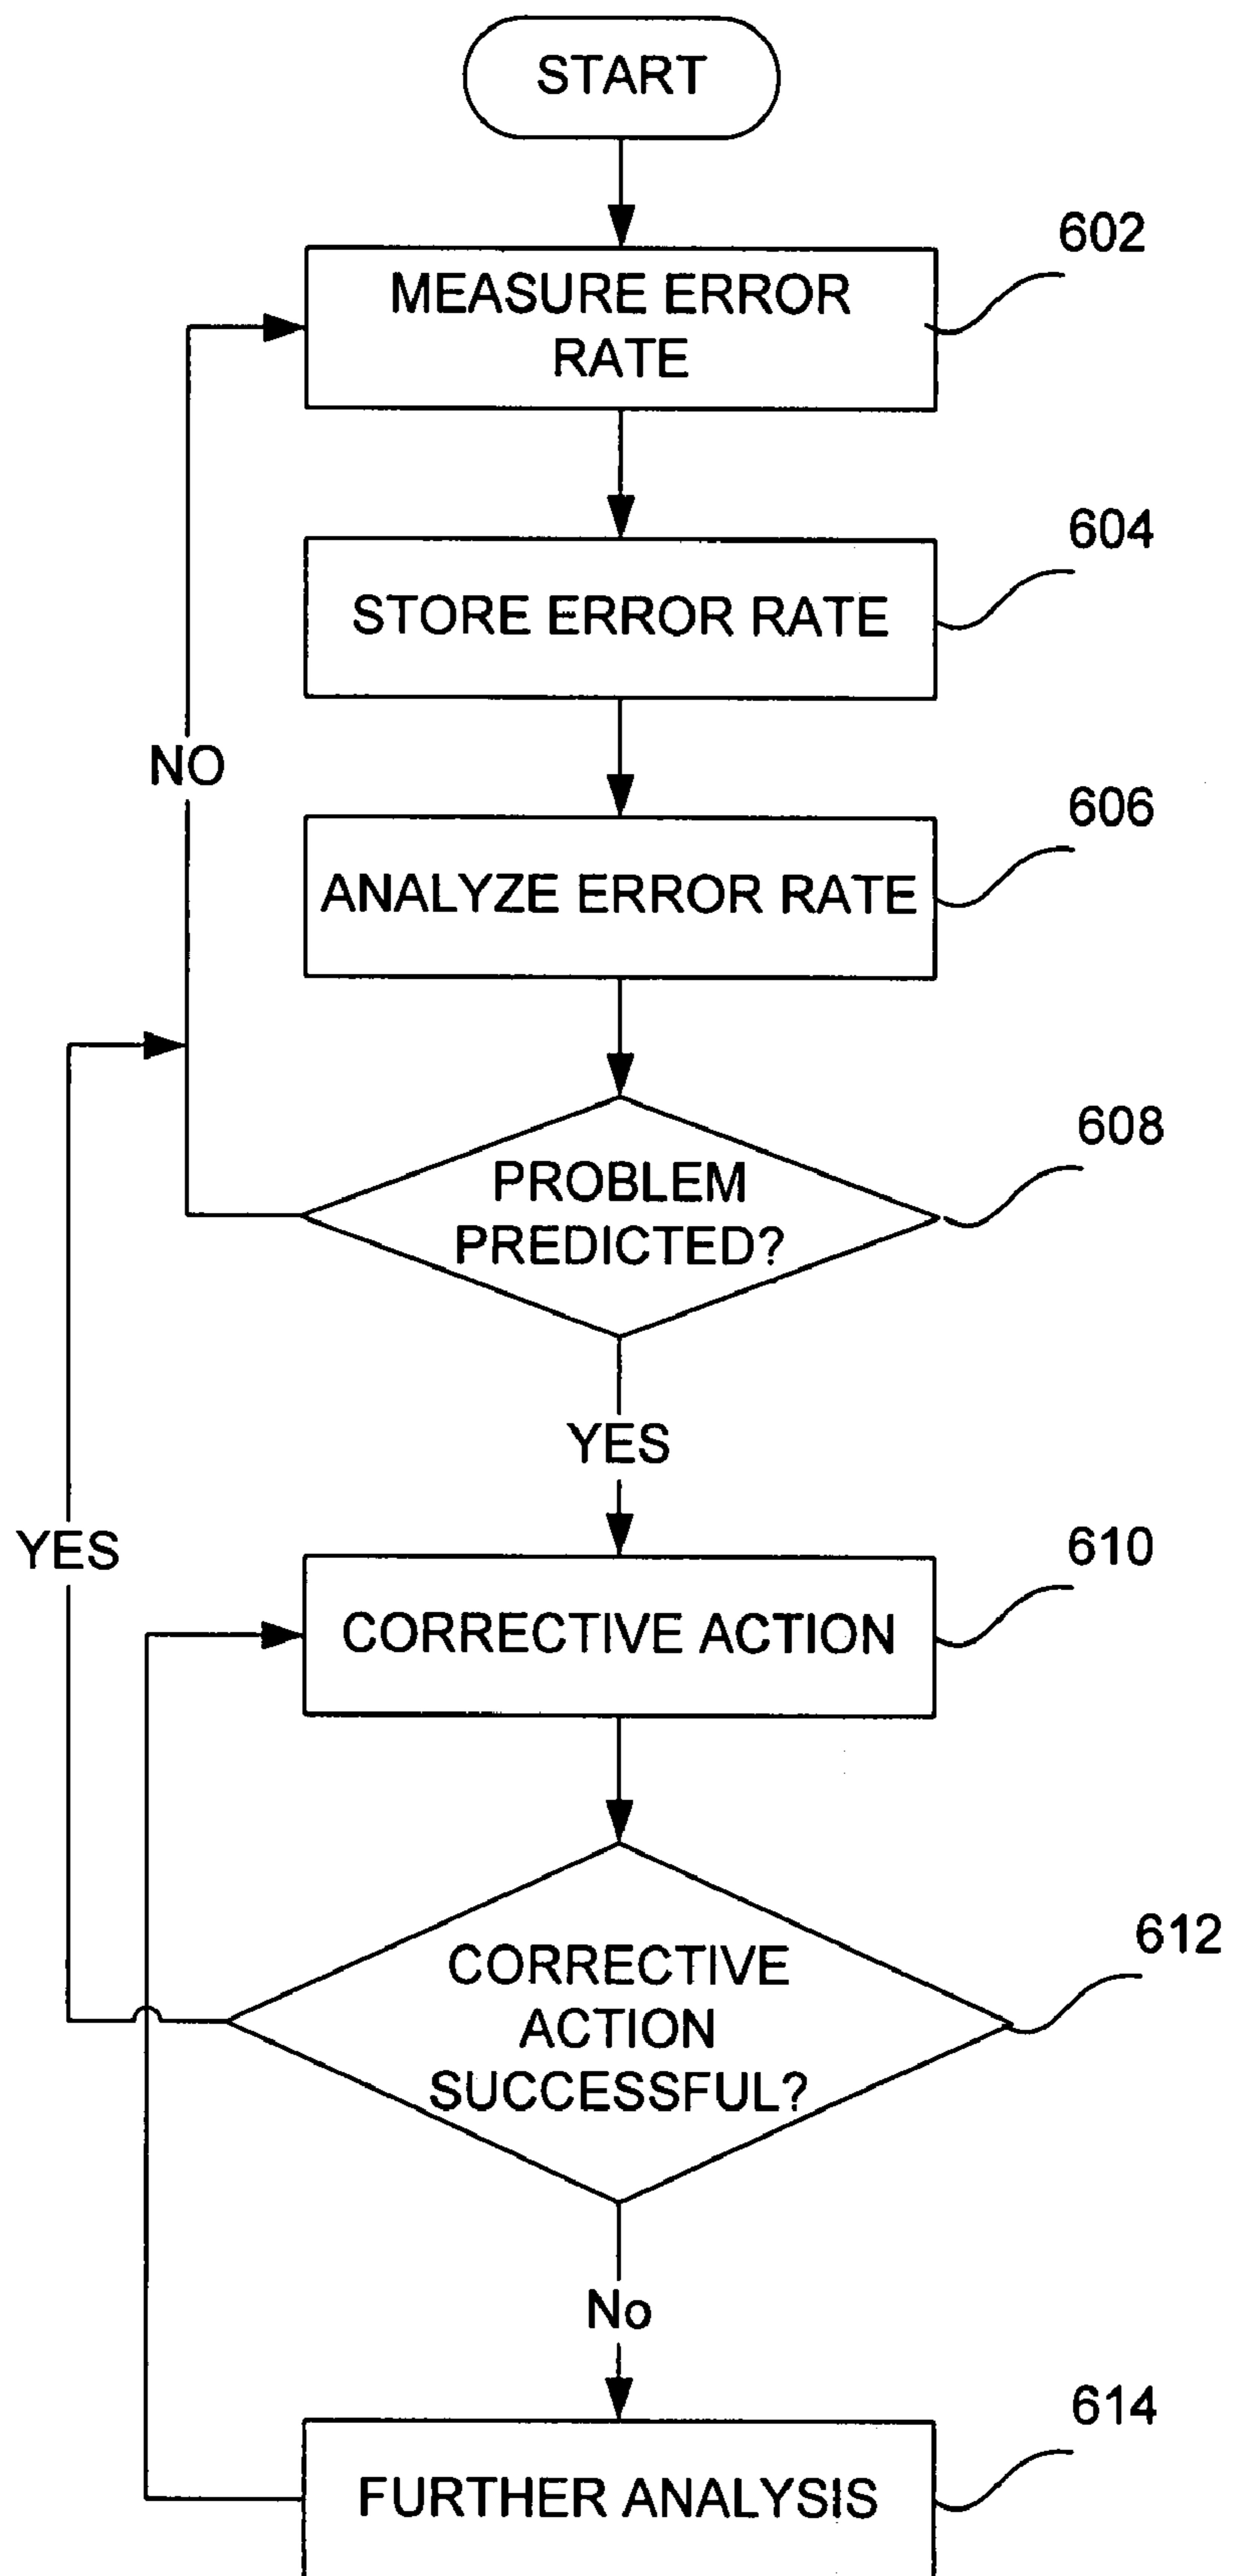 START
602
MEASURE ERROR
RATE
604
STORE ERROR RATE
NO
606
ANALYZE ERROR RATE
608
PROBLEM
PREDICTED?
YES
YES
610
CORRECTIVE ACTION
612
CORRECTIVE
ACTION
SUCCESSFUL?
No
614
FURTHER ANALYSIS